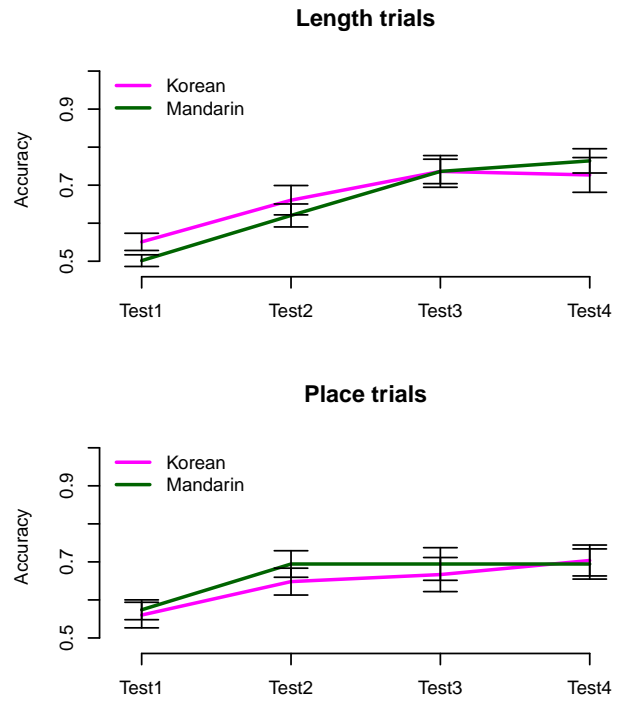 Length trials
0.9
0.7
0.5
Accuracy
Korean
Mandarin
Test1 Test2 Test3 Test4
Place trials
0.9
0.7
0.5
Accuracy
Korean
Mandarin
Test1 Test2 Test3 Test4